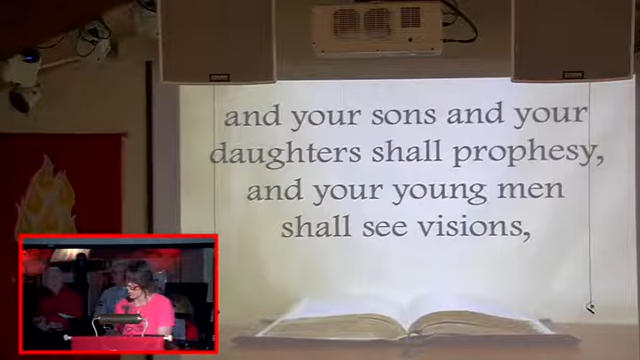 and your sons and your
daughters shall prophesy,
and your young men
shall see visions,